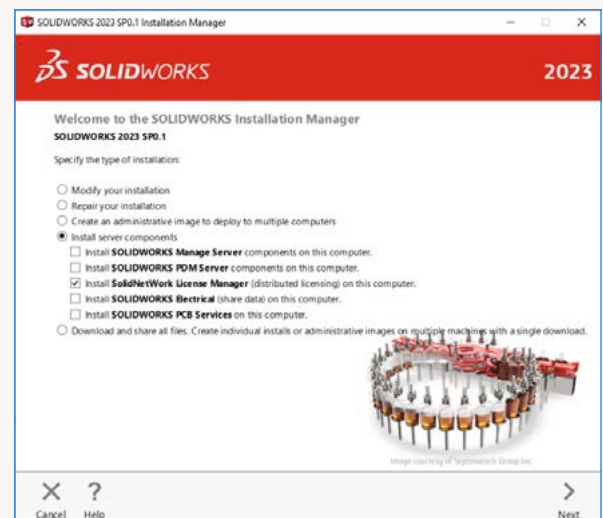 SOLIDWORKS 2023 SP0.1 Installation Manager
SOLIDWORKS 2023
Welcome to the SOLIDWORKS Installation Manager
SOLIDWORKS 2023 SP0.1
Specify the type of installation:
Modify your installation
Repair your installation
Create an administrative image to deploy to multiple computers
Install server components
Install SOLIDWORKS Manage Server components on this computer.
Install SOLIDWORKS PDM Server components on this computer.
Install SolidNetWork License Manager (distributed licensing) on this computer.
Install SOLIDWORKS Electrical (share data) on this computer.
Install SOLIDWORKS PCB Services on this computer.
Download and share all files. Create individual installs or administrative images on multiple machines with a single download.
Image courtesy of Septimatech Group Inc.
Cancel Help Next